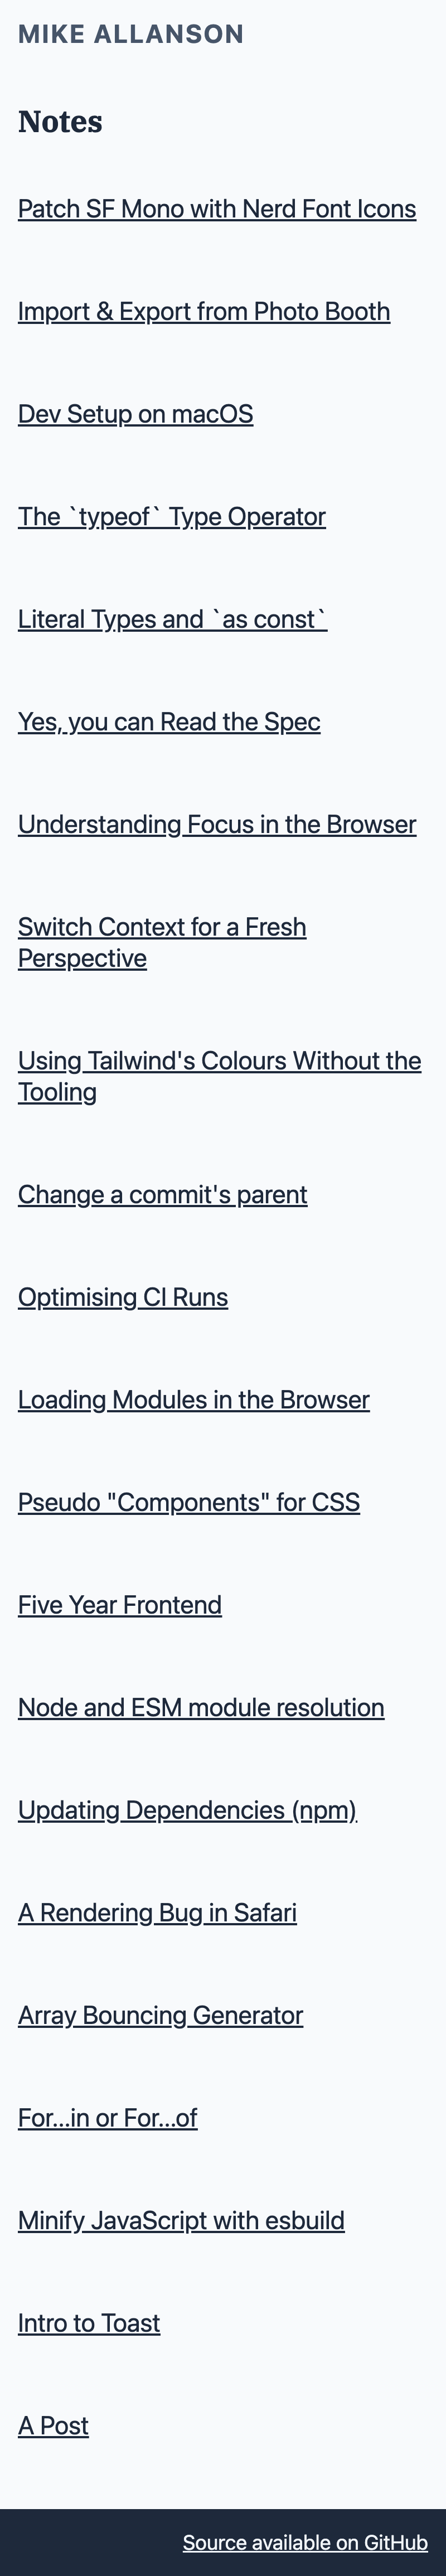 MIKE ALLANSON
Notes
Patch SF Mono with Nerd Font Icons
Import & Export from Photo Booth
Dev Setup on macOS
The `typeof` Type Operator
Literal Types and `as const`
Yes, you can Read the Spec
Understanding Focus in the Browser
Switch Context for a Fresh
Perspective
Using Tailwind's Colours Without the
Tooling
Change a commit's parent
Optimising CI Runs
Loading Modules in the Browser
Pseudo "Components" for CSS
Five Year Frontend
Node and ESM module resolution
Updating Dependencies (npm)
A Rendering Bug in Safari
Array Bouncing Generator
For...in or For...of
Minify JavaScript with esbuild
Intro to Toast
A Post
Source available on GitHub